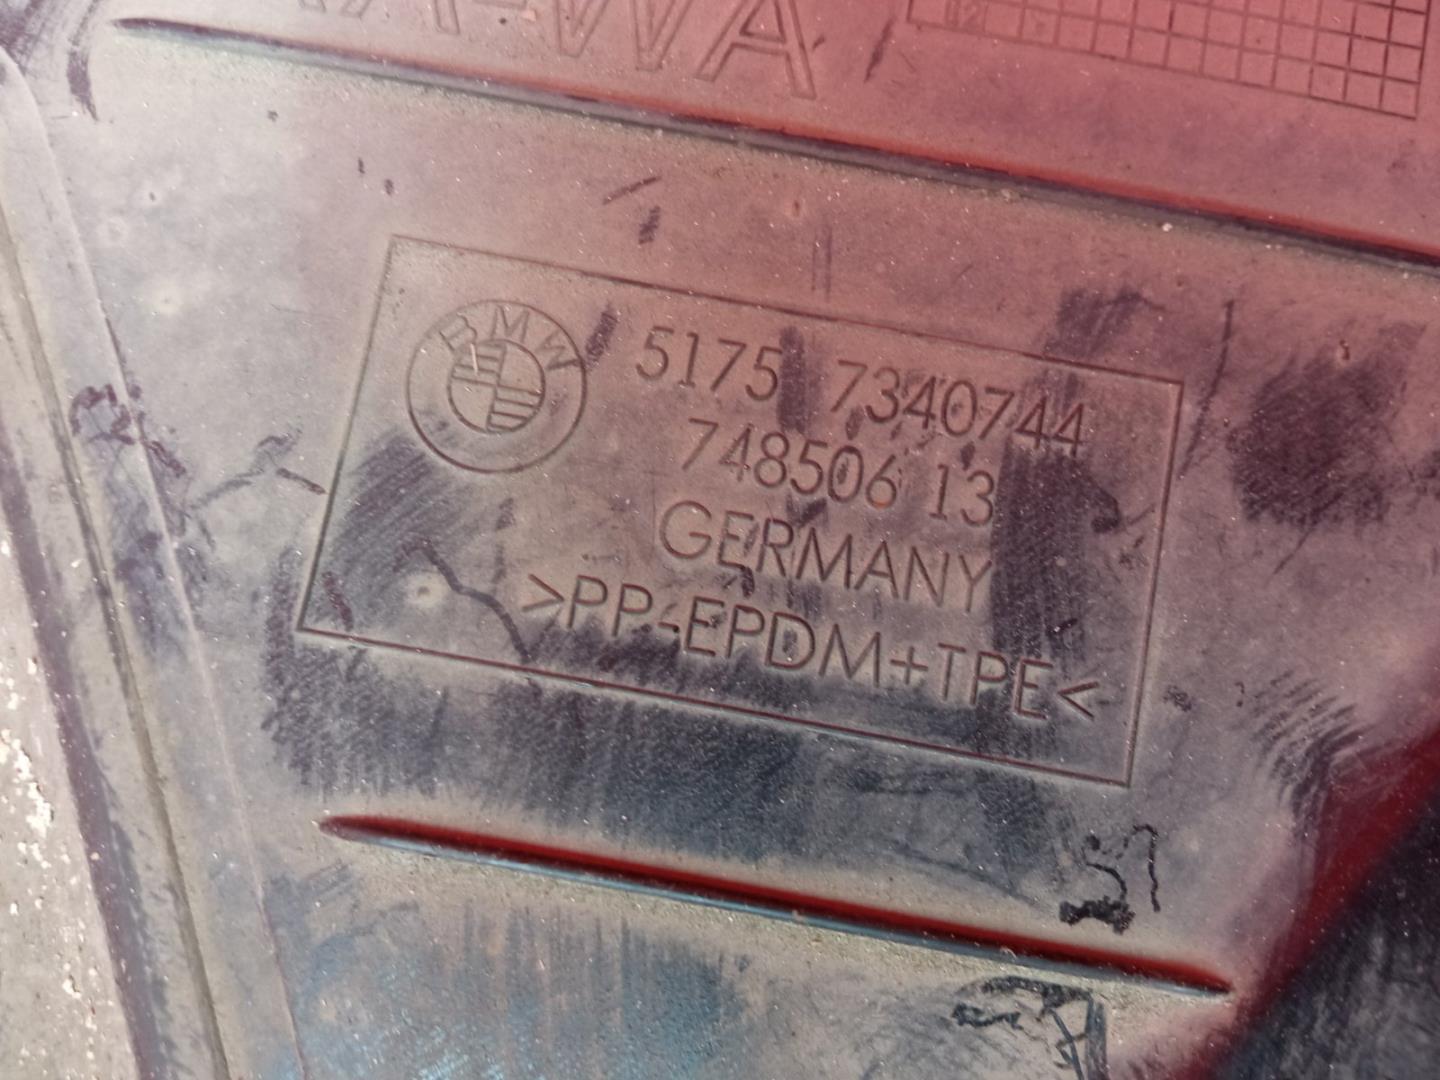 BMW
5175 7340744
748506 13
GERMANY
>PP-EPDM+TPE<